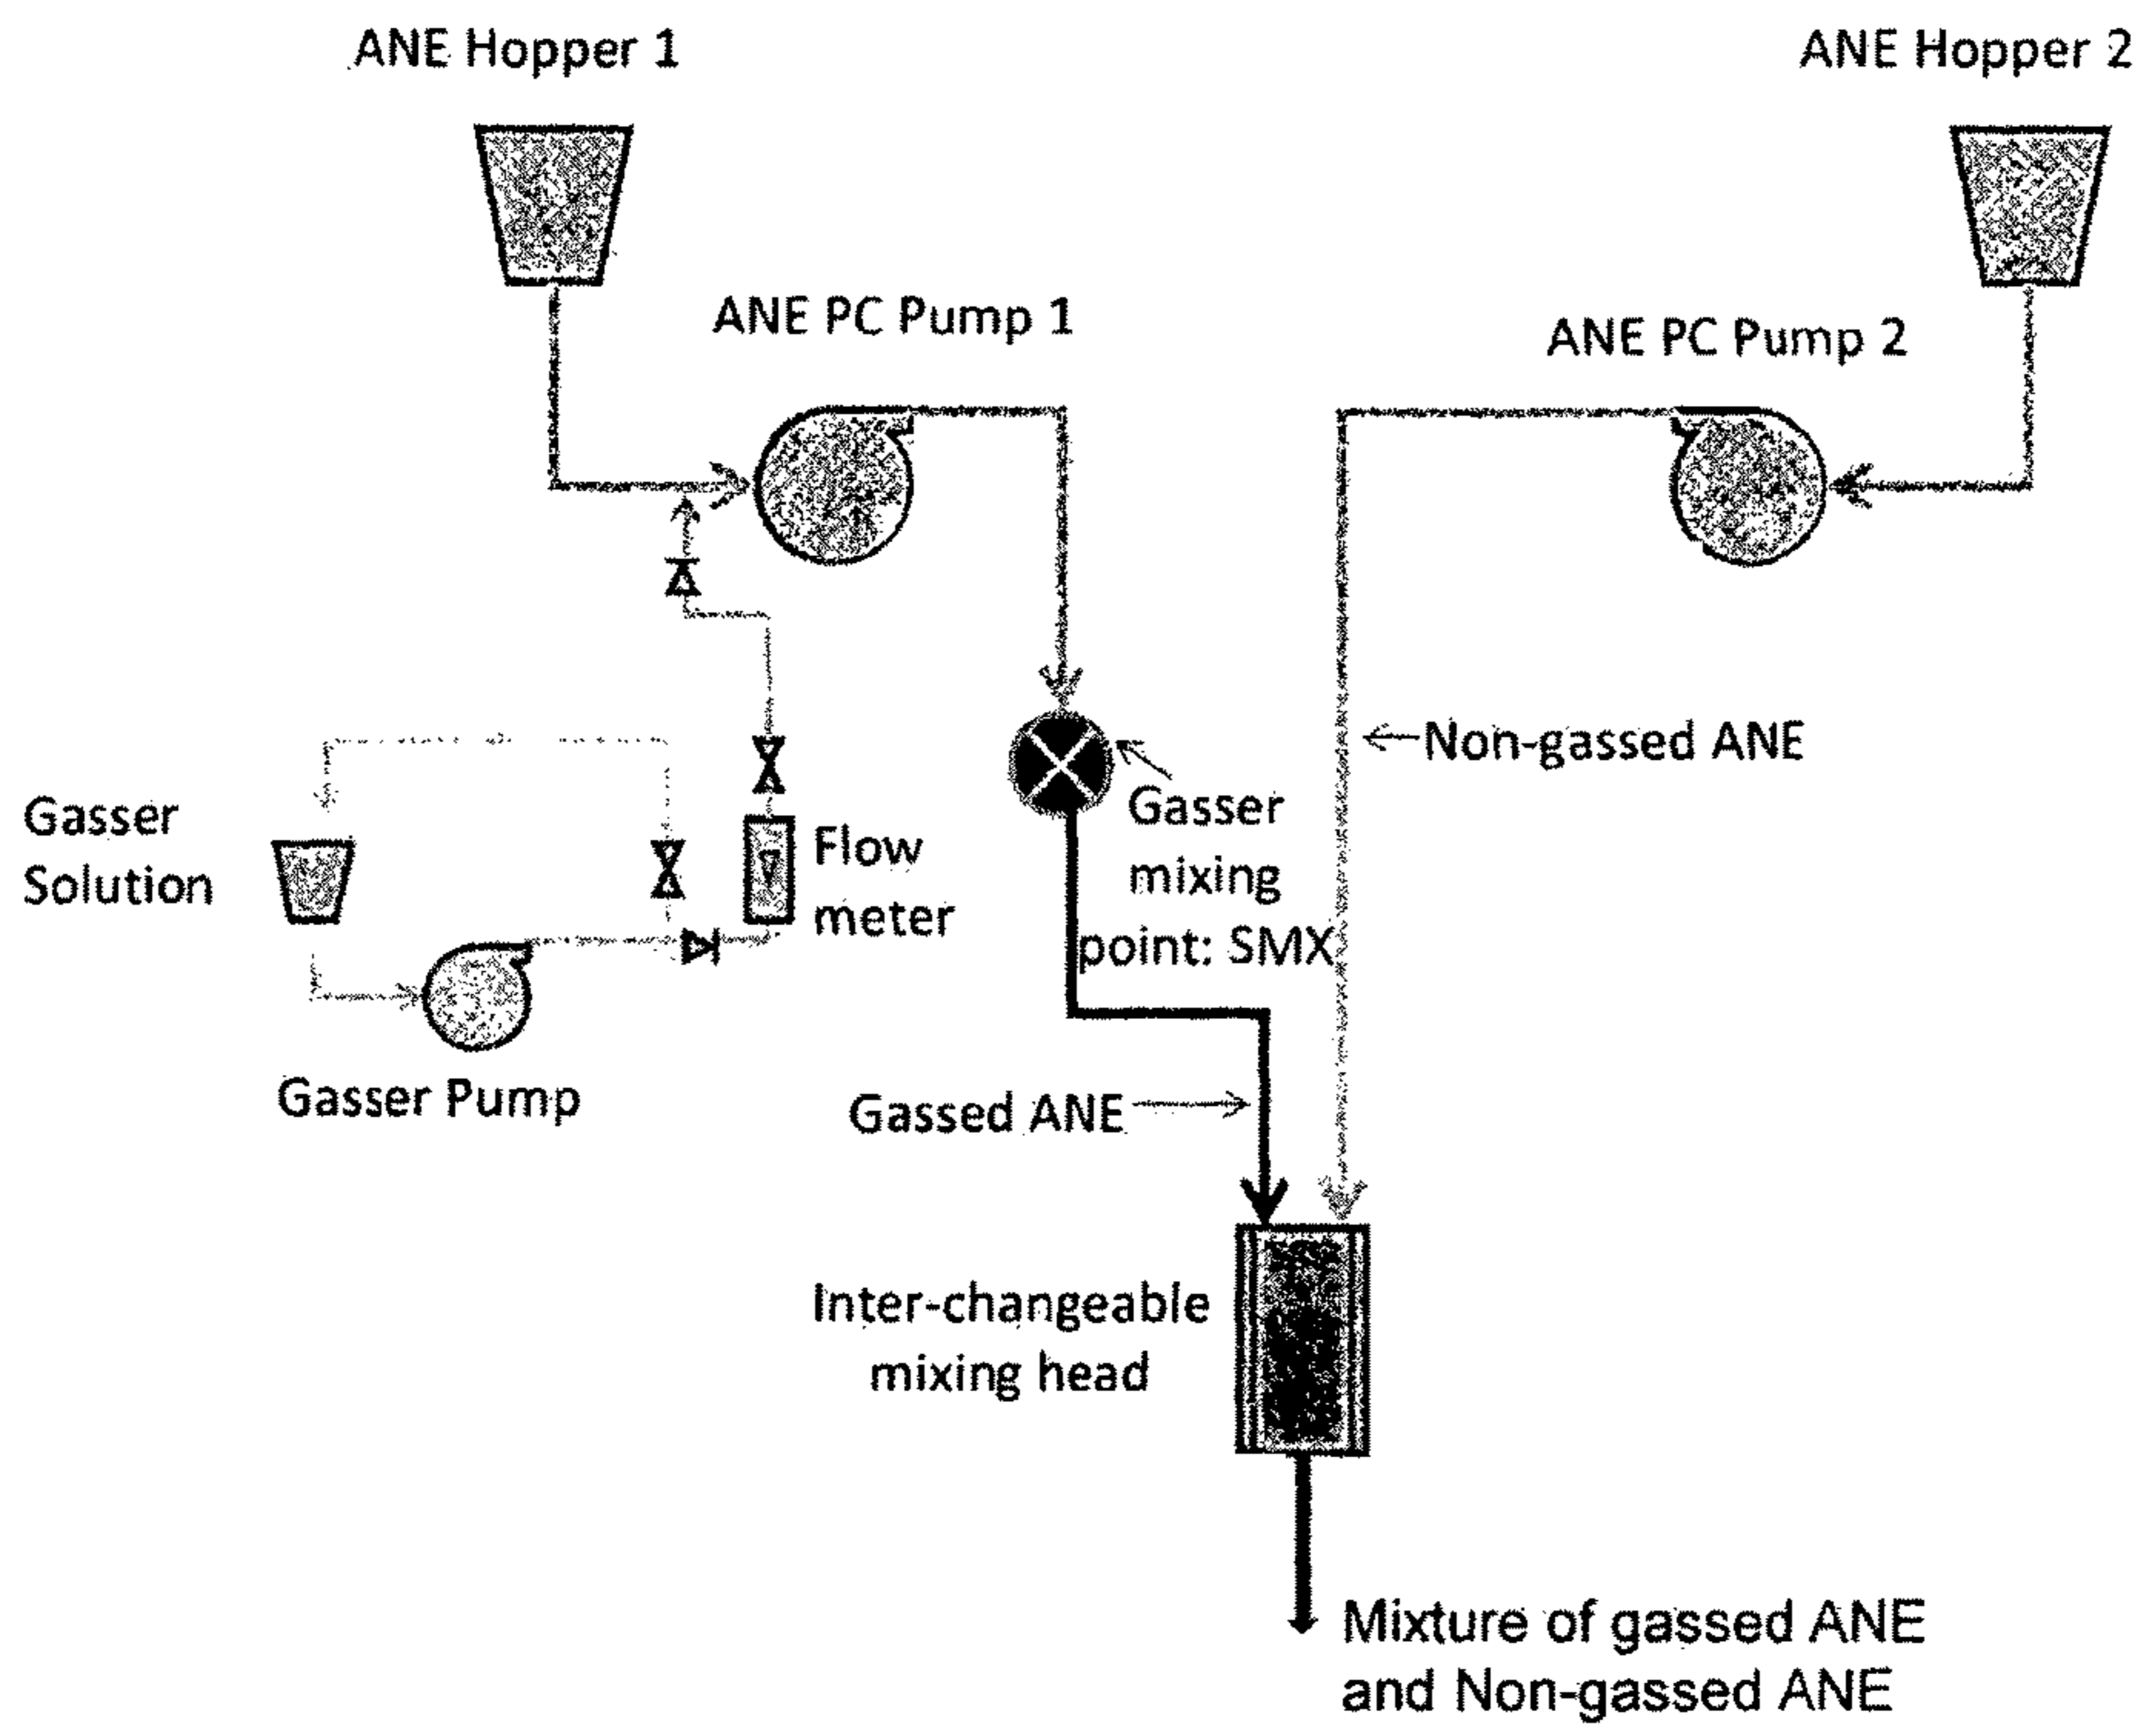 ANE Hopper 1
ANE Hopper 2
ANE PC Pump 1
ANE PC Pump 2
Non-gassed ANE
Gasser
mixing
point: SMX
Gasser
Solution
Flow
meter
Gasser Pump
Gassed ANE
Inter-changeable
mixing head
Mixture of gassed ANE
and Non-gassed ANE